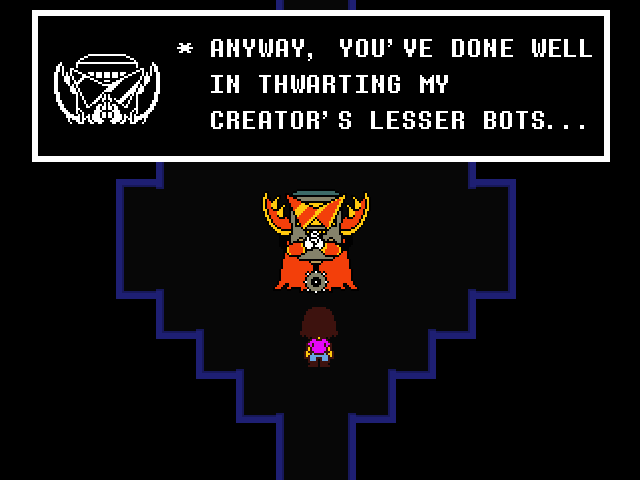 * ANYWAY, YOU'VE DONE WELL
IN THWARTING MY
CREATOR'S LESSER BOTS...